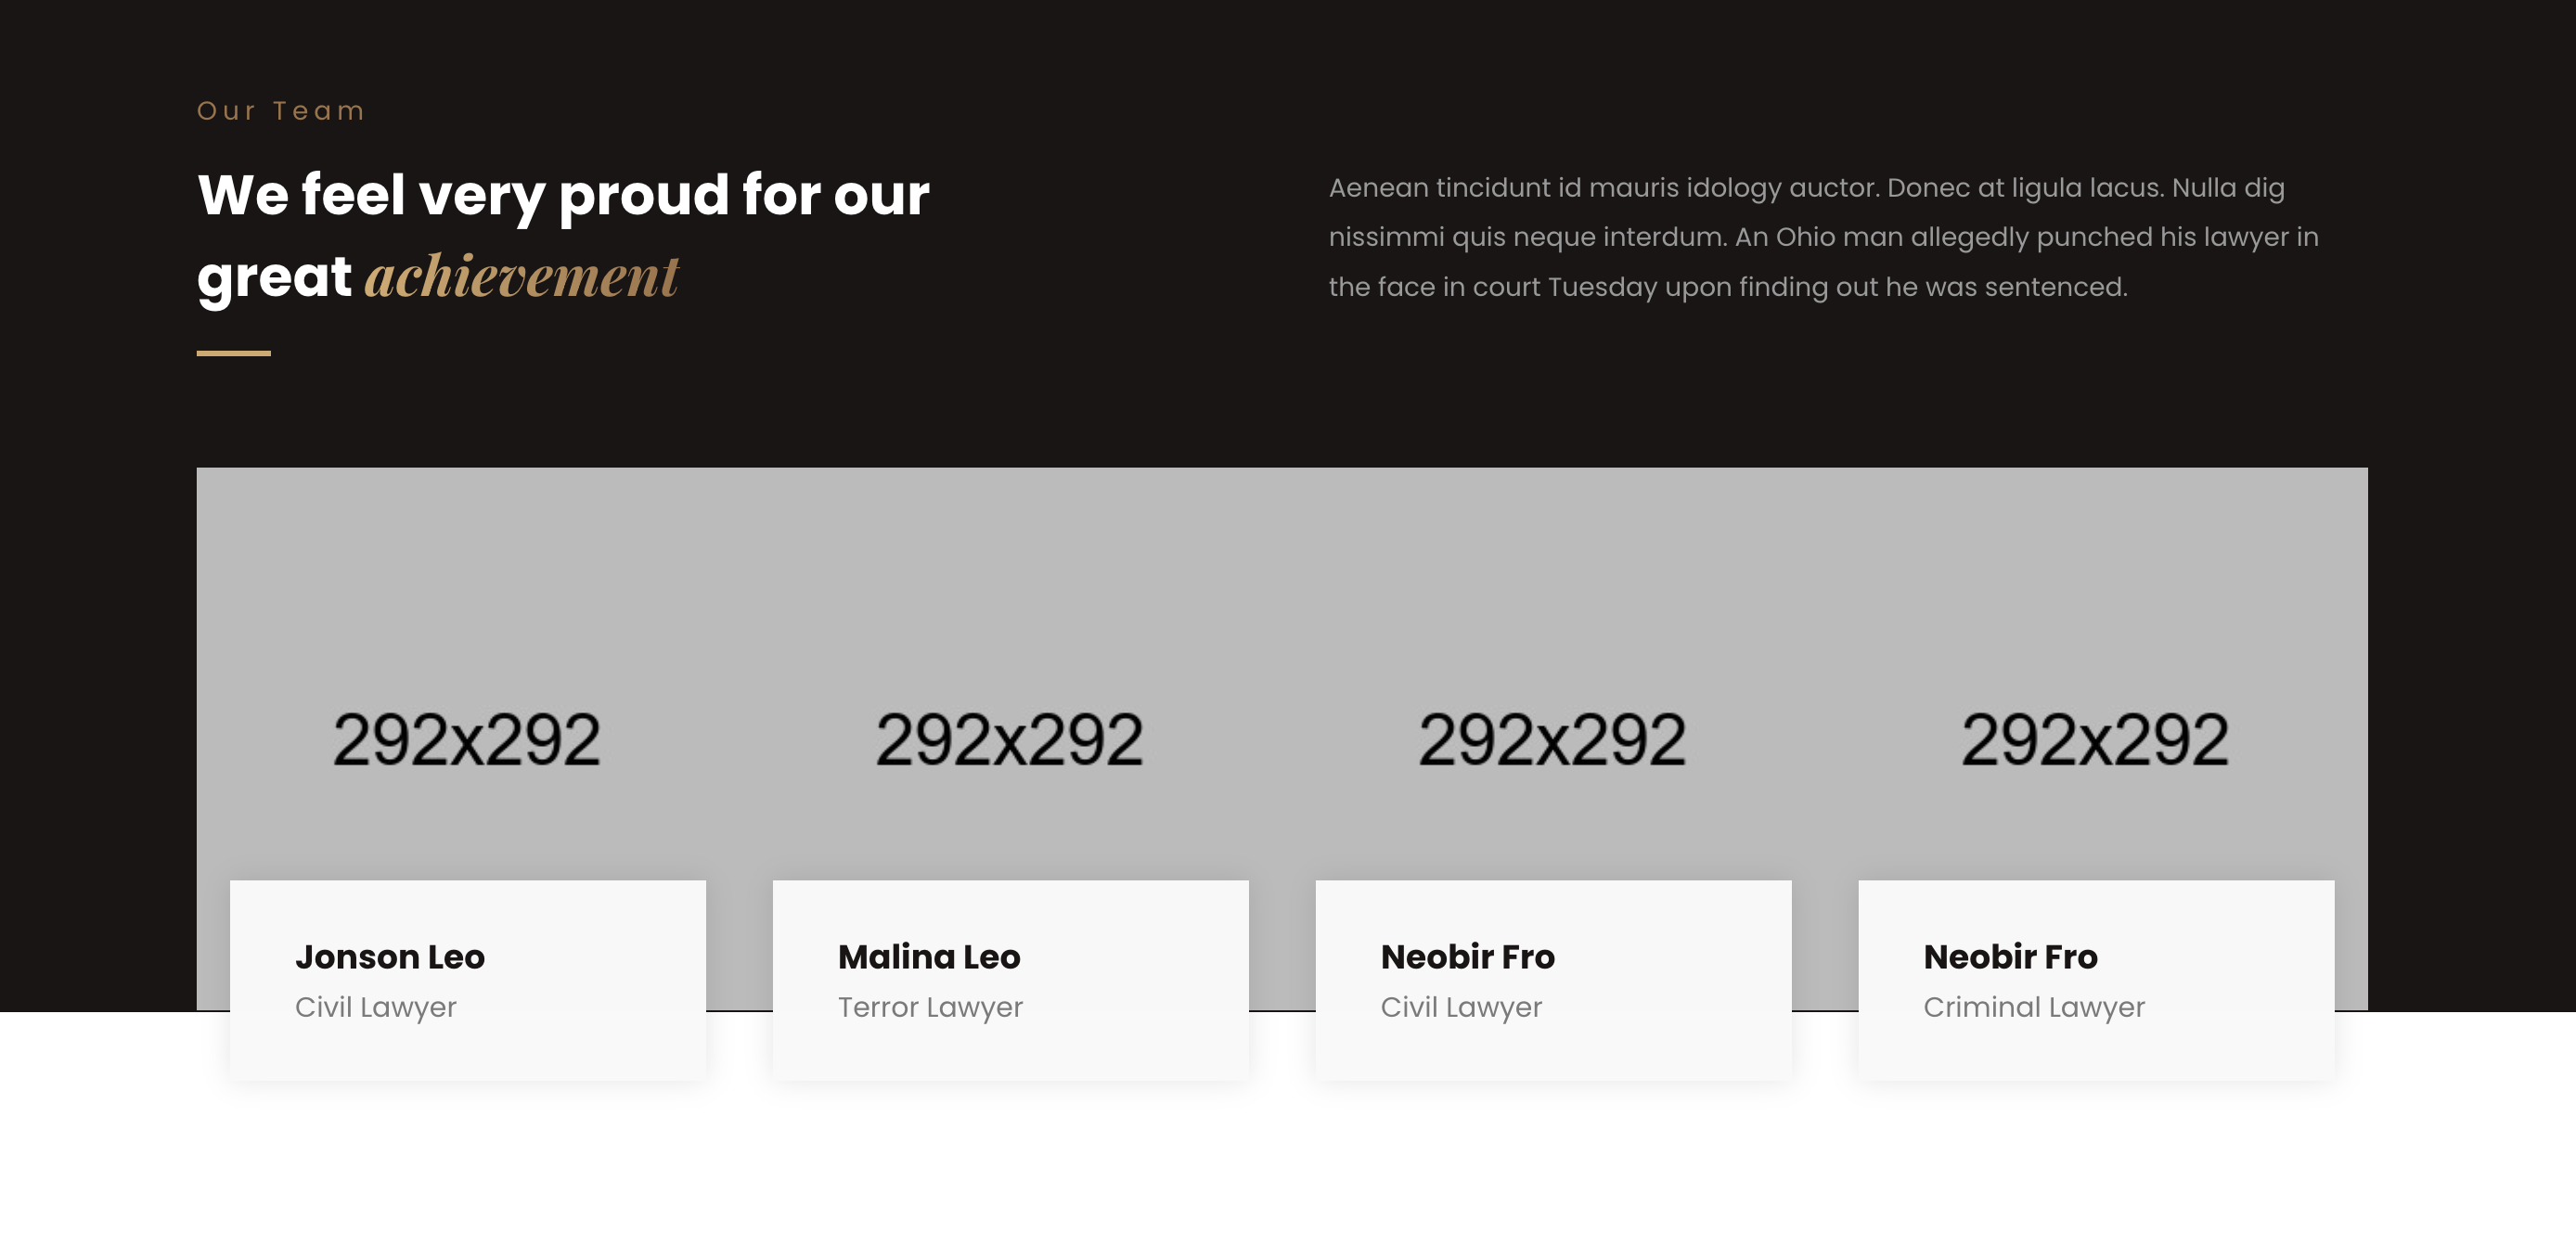 Our Team
We feel very proud for our
great achievement
Aenean tincidunt id mauris idology auctor. Donec at ligula lacus. Nulla dig
nissimmi quis neque interdum. An Ohio man allegedly punched his lawyer in
the face in court Tuesday upon finding out he was sentenced.
292x292
292x292
292x292
292x292
Jonson Leo
Civil Lawyer
Malina Leo
Terror Lawyer
Neobir Fro
Civil Lawyer
Neobir Fro
Criminal Lawyer